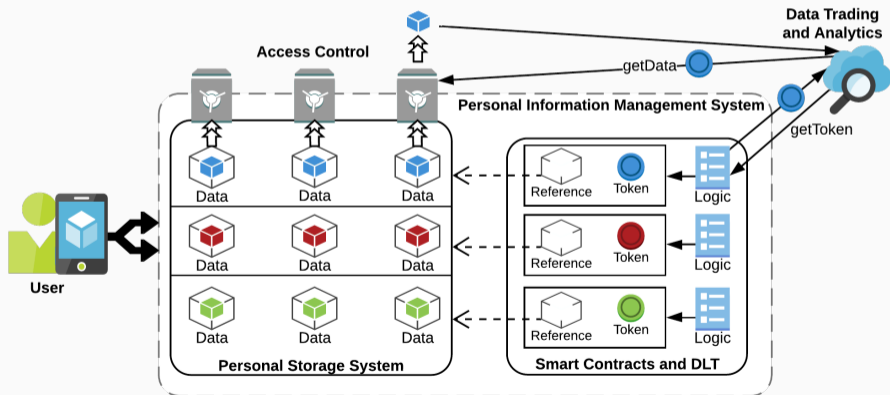 Data Trading
and Analytics
Access Control
getData
Personal Information Management System
getToken
Data
Data
Data
Reference
Token
Logic
Data
Data
Data
Reference
Token
Logic
User
Data
Data
Data
Reference
Token
Logic
Personal Storage System
Smart Contracts and DLT